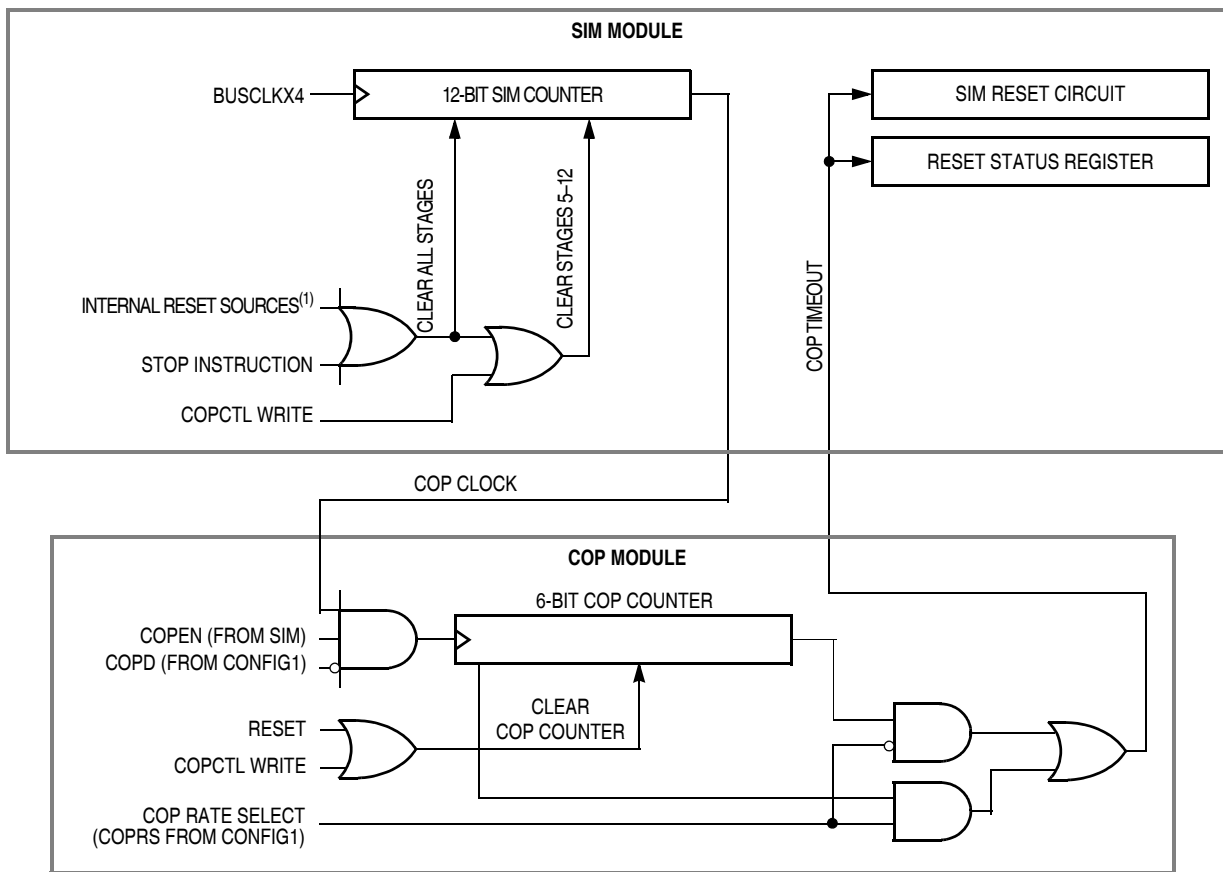 SIM MODULE
BUSCLKX4
12-BIT SIM COUNTER
SIM RESET CIRCUIT
RESET STATUS REGISTER
CLEAR ALL STAGES
CLEAR STAGES 5–12
INTERNAL RESET SOURCES(1)
STOP INSTRUCTION
COPCTL WRITE
COP TIMEOUT
COP CLOCK
COP MODULE
6-BIT COP COUNTER
COPEN (FROM SIM)
COPD (FROM CONFIG1)
CLEAR
COP COUNTER
RESET
COPCTL WRITE
COP RATE SELECT
(COPRS FROM CONFIG1)